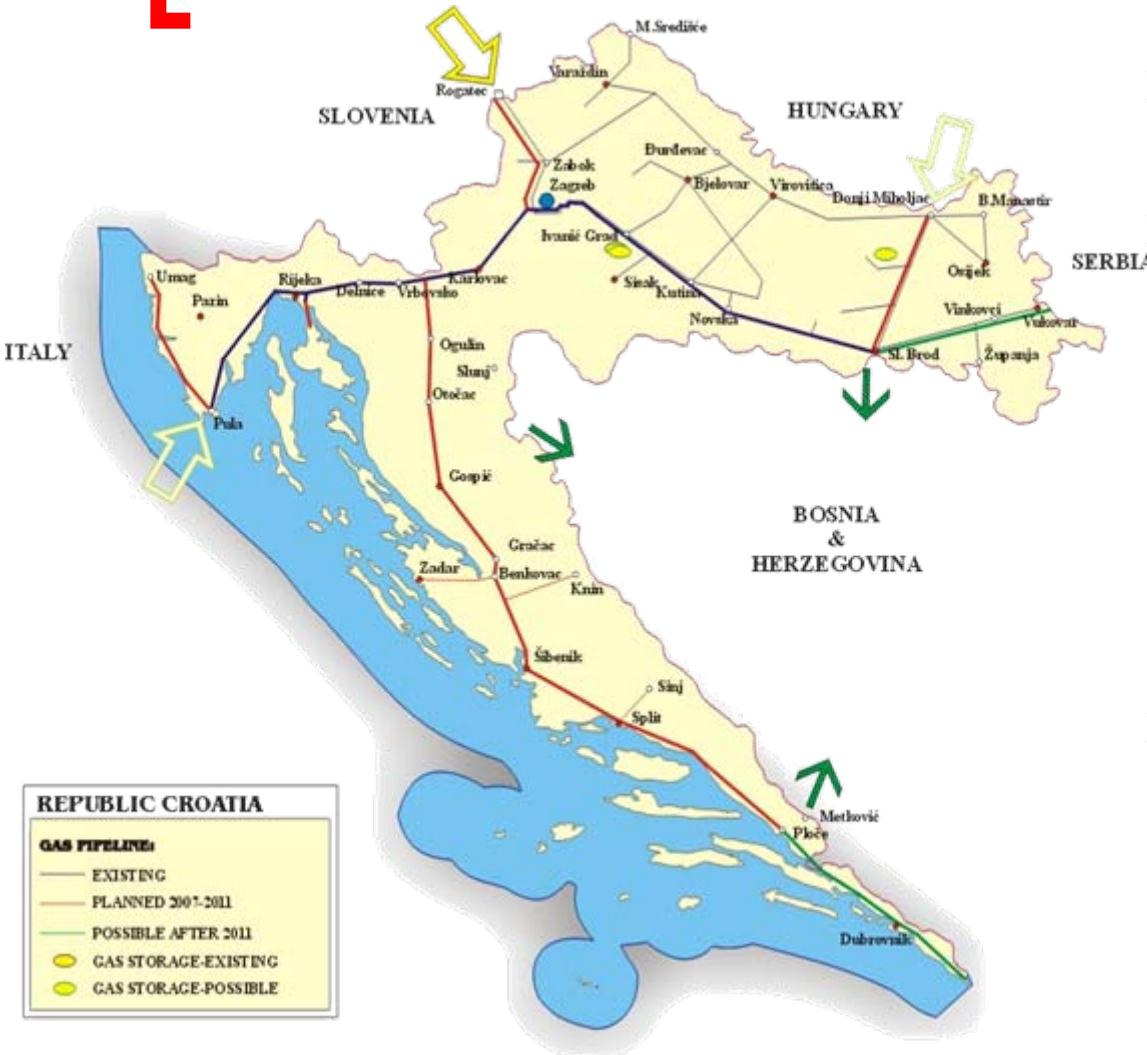 M.Središće
Varaždin
Rogatec
SLOVENIA
HUNGARY
Đurđevac
Zabok
Zagreb
Bjelovar
Virovitica
Donji Miholjac
B.Manastir
Ivanić Grad
Umag
Rijeka
Delnice
Vrbovsko
Karlovac
Sisak
Kutina
Osijek
SERBIA
Parin
Novska
Vinkovci
Vukovar
ITALY
Ogulin
Slunj
Sl. Brod
Županja
Otočac
Pula
Gospić
BOSNIA
&
HERZEGOVINA
Gračac
Zadar
Benkovac
Knin
Šibenik
Sinj
Split
REPUBLIC CROATIA
Metković
Ploče
GAS PIPELINE:
EXISTING
PLANNED 2007-2011
POSSIBLE AFTER 2011
Dubrovnik
GAS STORAGE-EXISTING
GAS STORAGE-POSSIBLE